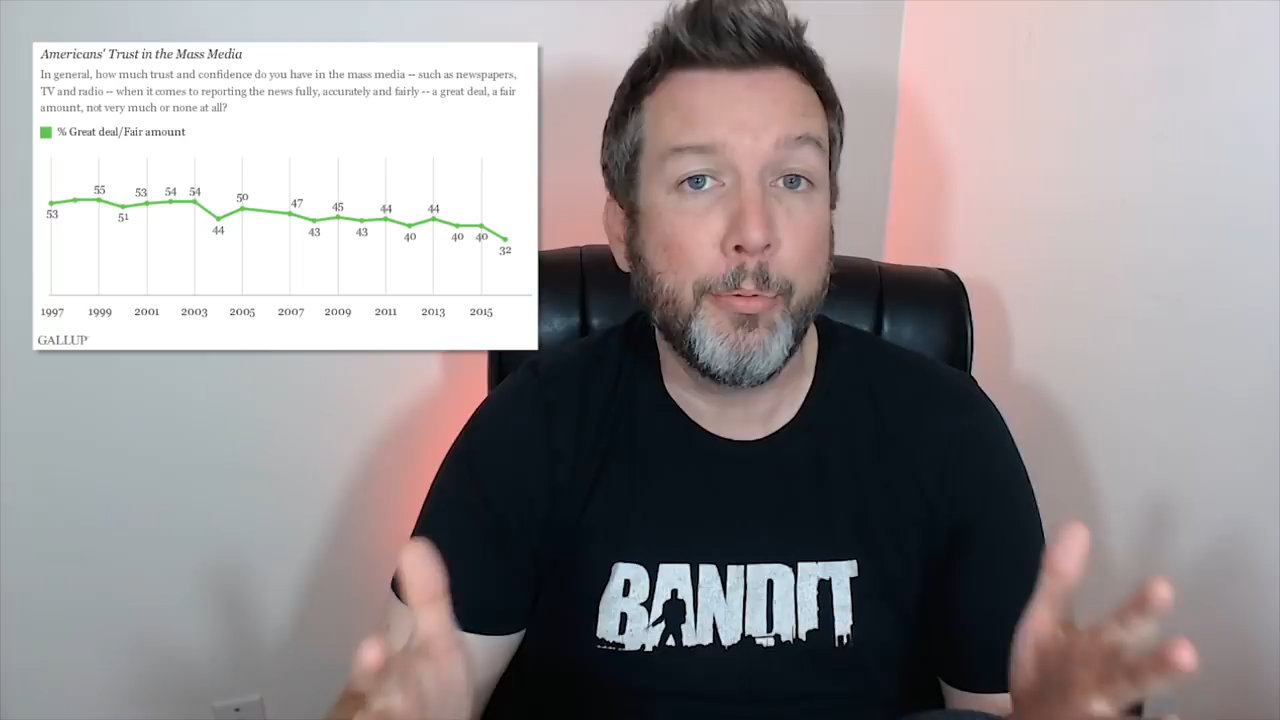 Americans' Trust in the Mass Media
In general, how much trust and confidence do you have in the mass media -- such as newspapers,
TV and radio -- when it comes to reporting the news fully, accurately and fairly -- a great deal, a fair
amount, not very much or none at all?
% Great deal/Fair amount
53 55 51 53 54 54 44 50 47 43 45 43 44 40 44 40 40 32
1997 1999 2001 2003 2005 2007 2009 2011 2013 2015
GALLUP
BANDIT